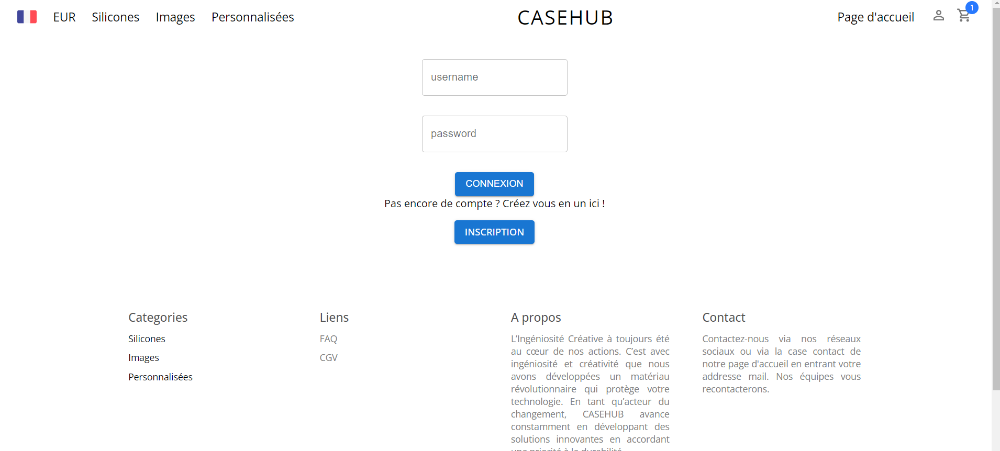 EUR Silicones Images Personnalisées CASEHUB Page d'accueil 1
username
password
CONNEXION
Pas encore de compte ? Créez vous en un ici !
INSCRIPTION
Categories
Silicones
Images
Personnalisées
Liens
FAQ
CGV
A propos
L’Ingéniosité Créative à toujours été
au cœur de nos actions. C’est avec
ingéniosité et créativité que nous
avons développées un matériau
révolutionnaire qui protège votre
technologie. En tant qu’acteur du
changement, CASEHUB avance
constamment en développant des
solutions innovantes en accordant
une priorité à la durabilité.
Contact
Contactez-nous via nos réseaux
sociaux ou via la case contact de
notre page d'accueil en entrant votre
addresse mail. Nos équipes vous
recontacterons.